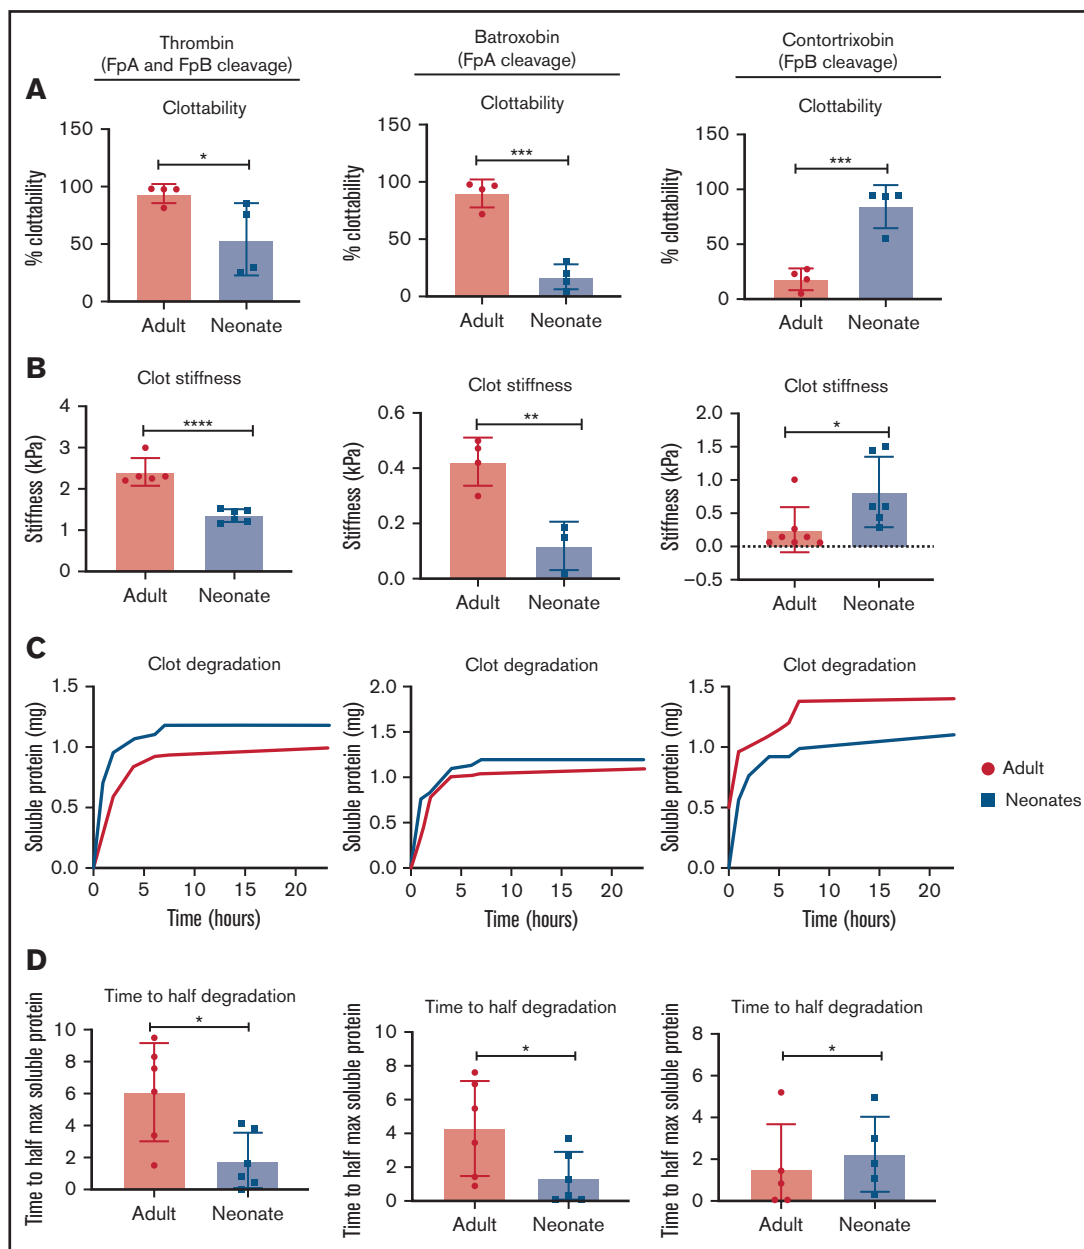 Thrombin
(FpA and FpB cleavage)
Batroxobin
(FpA cleavage)
Contortrixobin
(FpB cleavage)
A
Clottability
% clottability
150
100
50
0
*
Adult
Neonate
Clottability
% clottability
150
100
50
0
***
Adult
Neonate
Clottability
% clottability
150
100
50
0
***
Adult
Neonate
B
Clot stiffness
Stiffness (kPa)
4
3
2
1
0
****
Adult
Neonate
Clot stiffness
Stiffness (kPa)
0.6
0.4
0.2
0.0
**
Adult
Neonate
Clot stiffness
Stiffness (kPa)
2.0
1.5
1.0
0.5
0.0
–0.5
*
Adult
Neonate
C
Clot degradation
Soluble protein (mg)
1.5
1.0
0.5
0.0
0 5 10 15 20
Time (hours)
Clot degradation
Soluble protein (mg)
2.0
1.5
1.0
0.5
0.0
0 5 10 15 20
Time (hours)
Clot degradation
Soluble protein (mg)
1.5
1.0
0.5
0.0
0 5 10 15 20
Time (hours)
Adult
Neonates
D
Time to half degradation
Time to half max soluble protein
10
8
6
4
2
0
*
Adult
Neonate
Time to half degradation
Time to half max soluble protein
10
8
6
4
2
0
*
Adult
Neonate
Time to half degradation
Time to half max soluble protein
8
6
4
2
0
*
Adult
Neonate